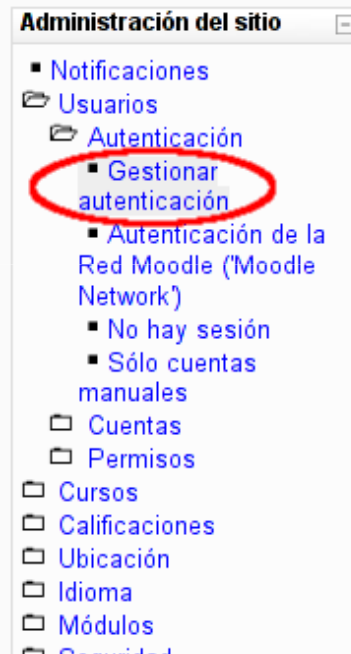 Administración del sitio
Notificaciones
Usuarios
Autenticación
Gestionar
autenticación
Autenticación de la
Red Moodle ('Moodle
Network')
No hay sesión
Sólo cuentas
manuales
Cuentas
Permisos
Cursos
Calificaciones
Ubicación
Idioma
Módulos
Seguridad